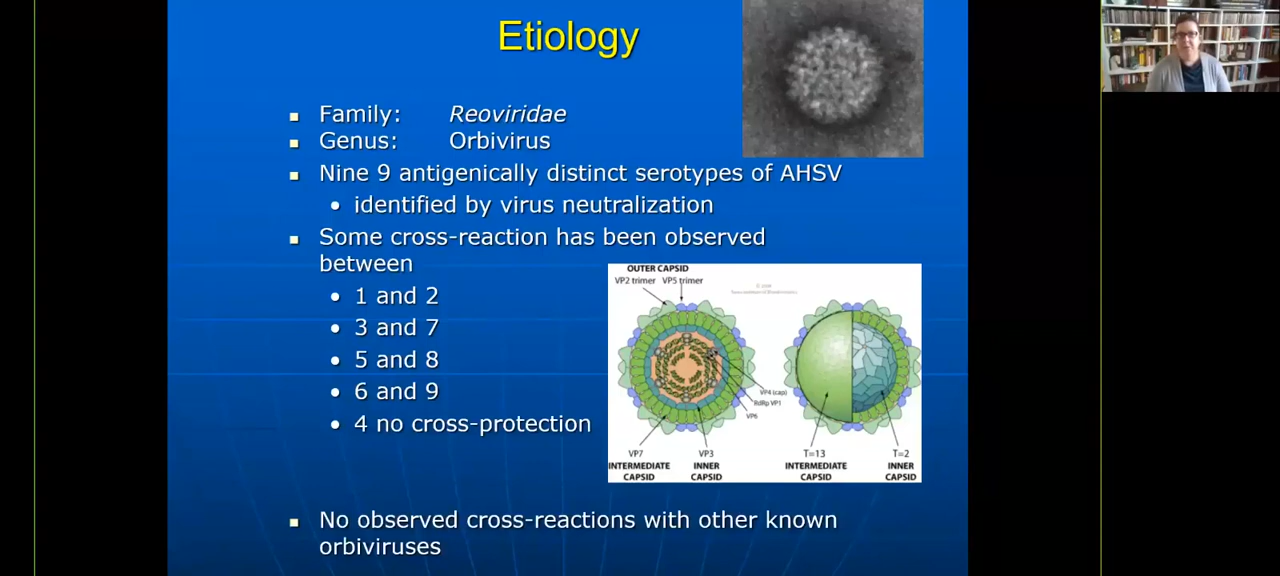 Etiology
Family: Reoviridae
Genus: Orbivirus
Nine 9 antigenically distinct serotypes of AHSV
identified by virus neutralization
Some cross-reaction has been observed
between
1 and 2
3 and 7
5 and 8
6 and 9
4 no cross-protection
OUTER CAPSID
VP2 trimer VP5 trimer
VP4 (cap)
RdRp VP1
VP6
VP7 VP3
INTERMEDIATE CAPSID
INNER CAPSID
T=13 T=2
INTERMEDIATE CAPSID
INNER CAPSID
No observed cross-reactions with other known
orbiviruses